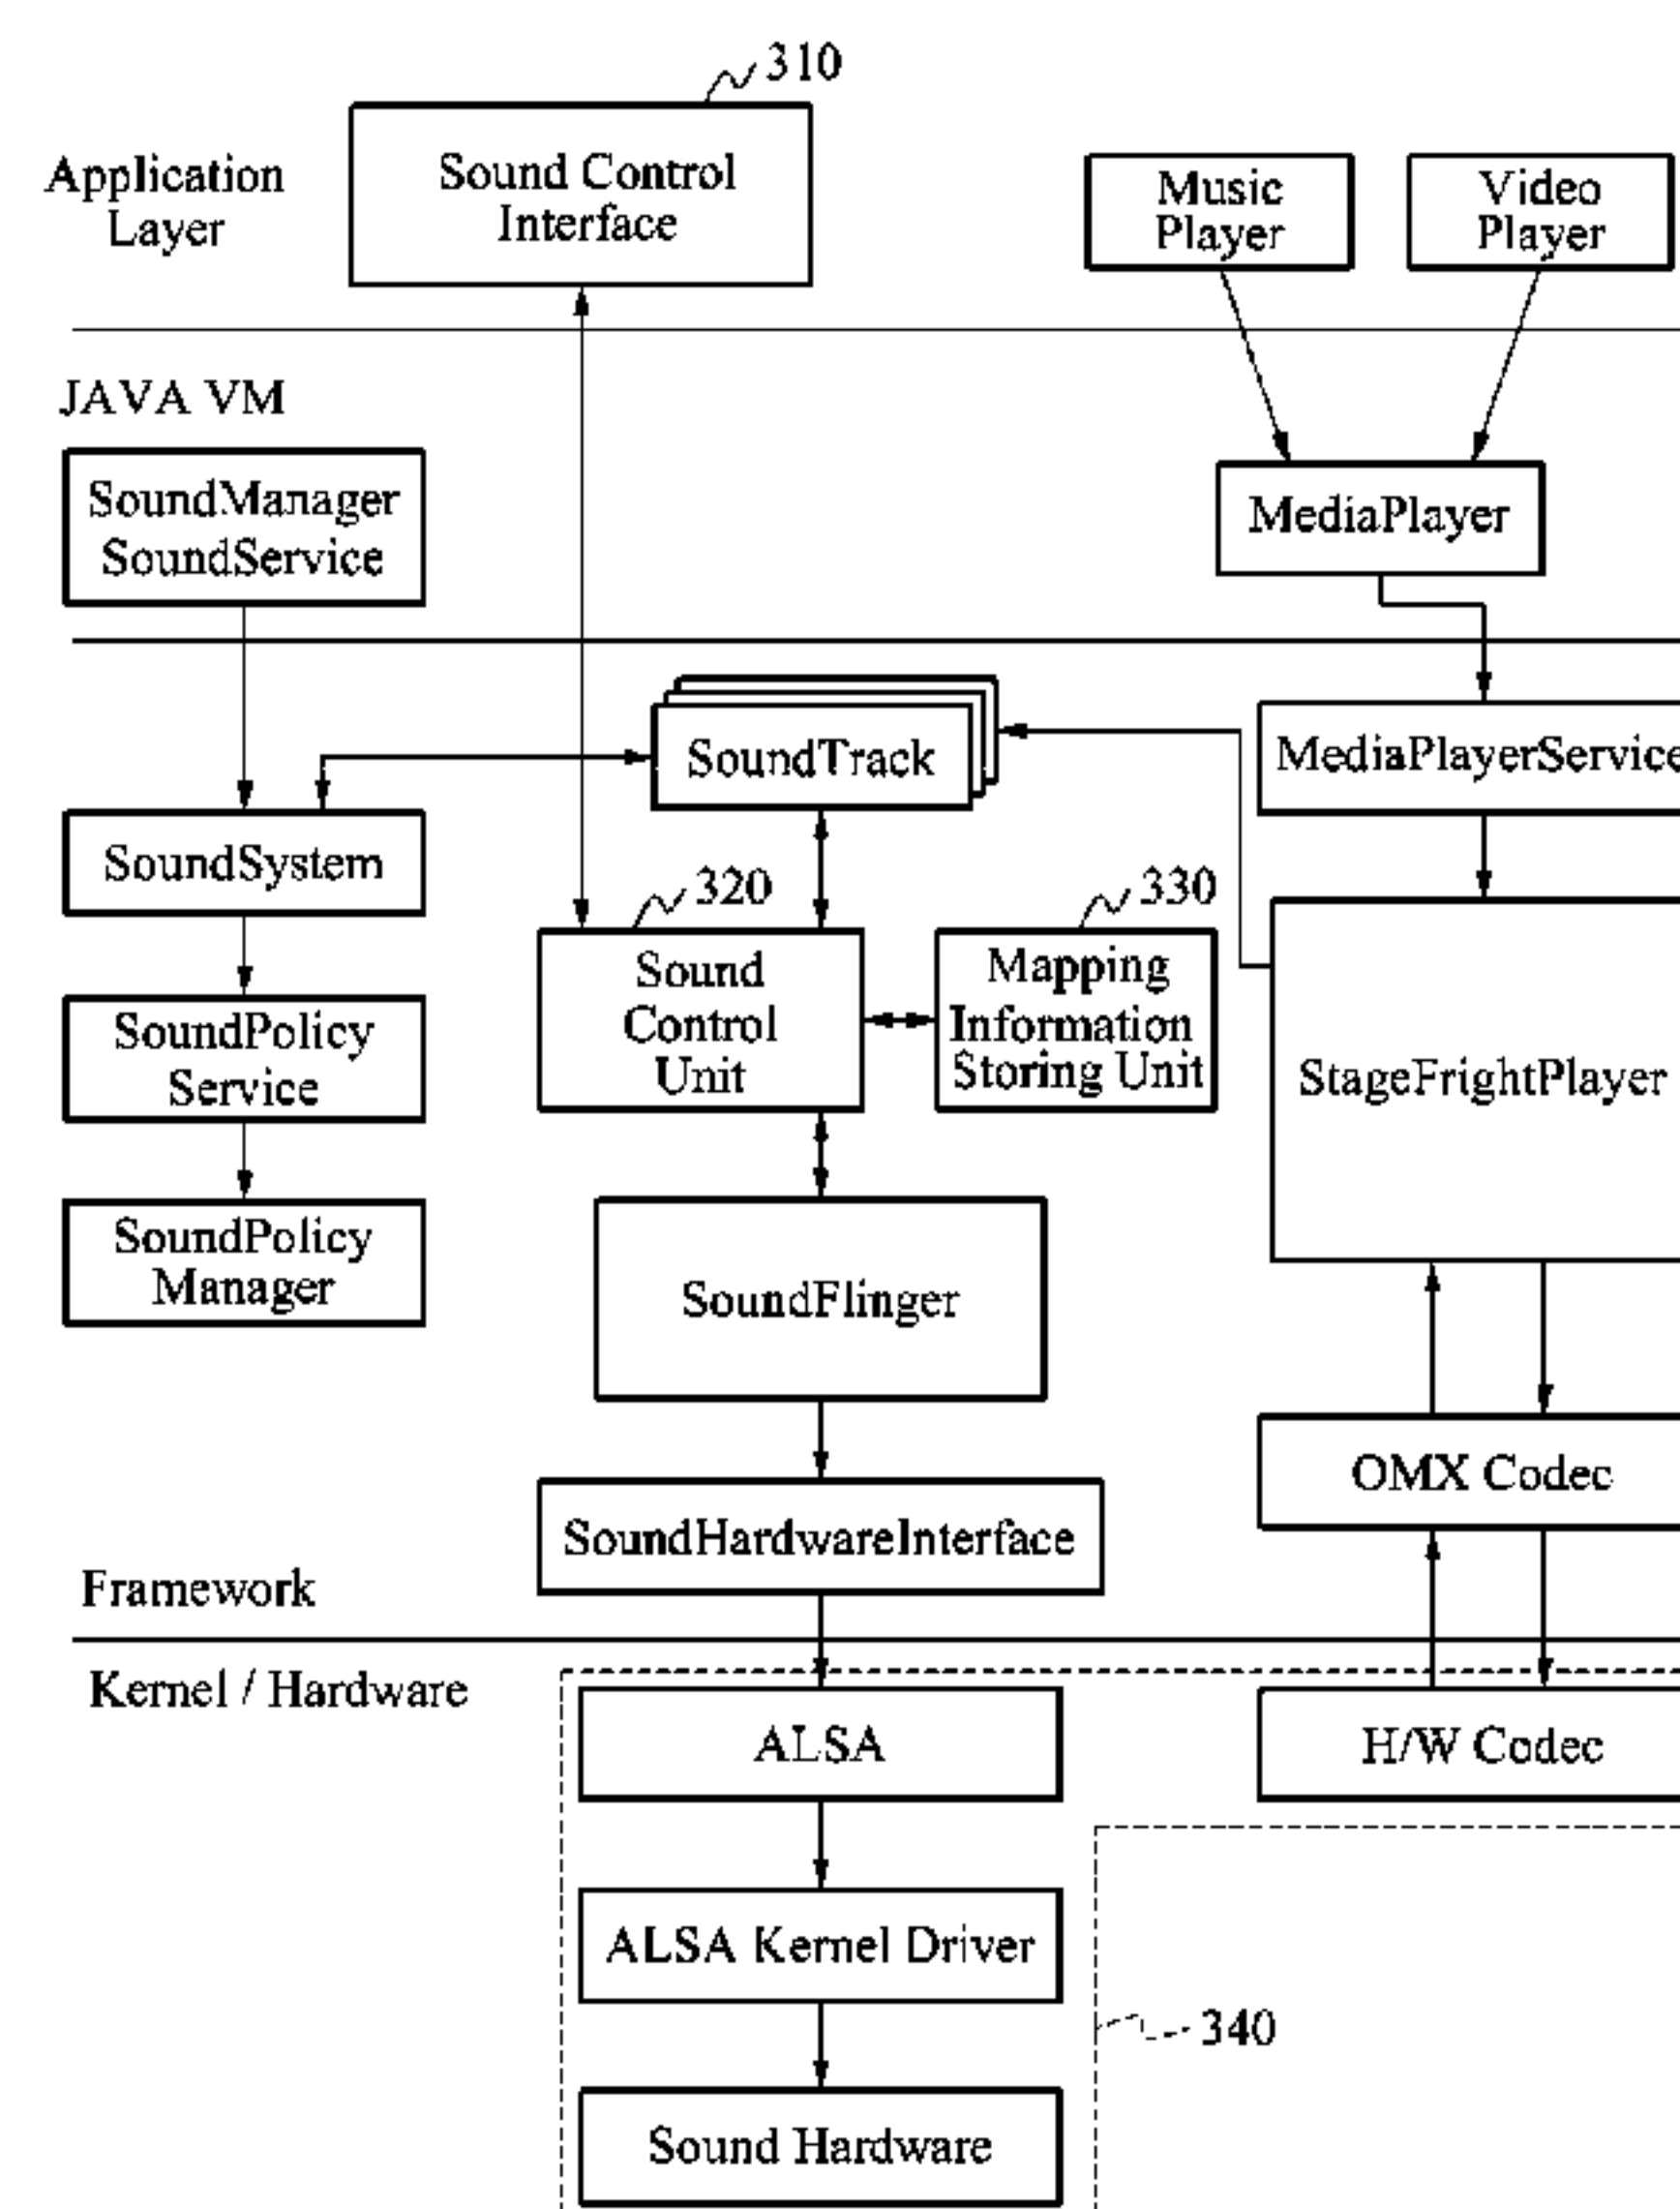 310
Application
Layer
Sound Control
Interface
Music
Player
Video
Player
JAVA VM
SoundManager
SoundService
MediaPlayer
SoundTrack
MediaPlayerService
SoundSystem
320
330
Sound
Control
Unit
Mapping
Information
Storing Unit
StageFrightPlayer
SoundPolicy
Service
SoundPolicy
Manager
SoundFlinger
OMX Codec
SoundHardwareInterface
Framework
Kernel / Hardware
ALSA
H/W Codec
ALSA Kernel Driver
340
Sound Hardware